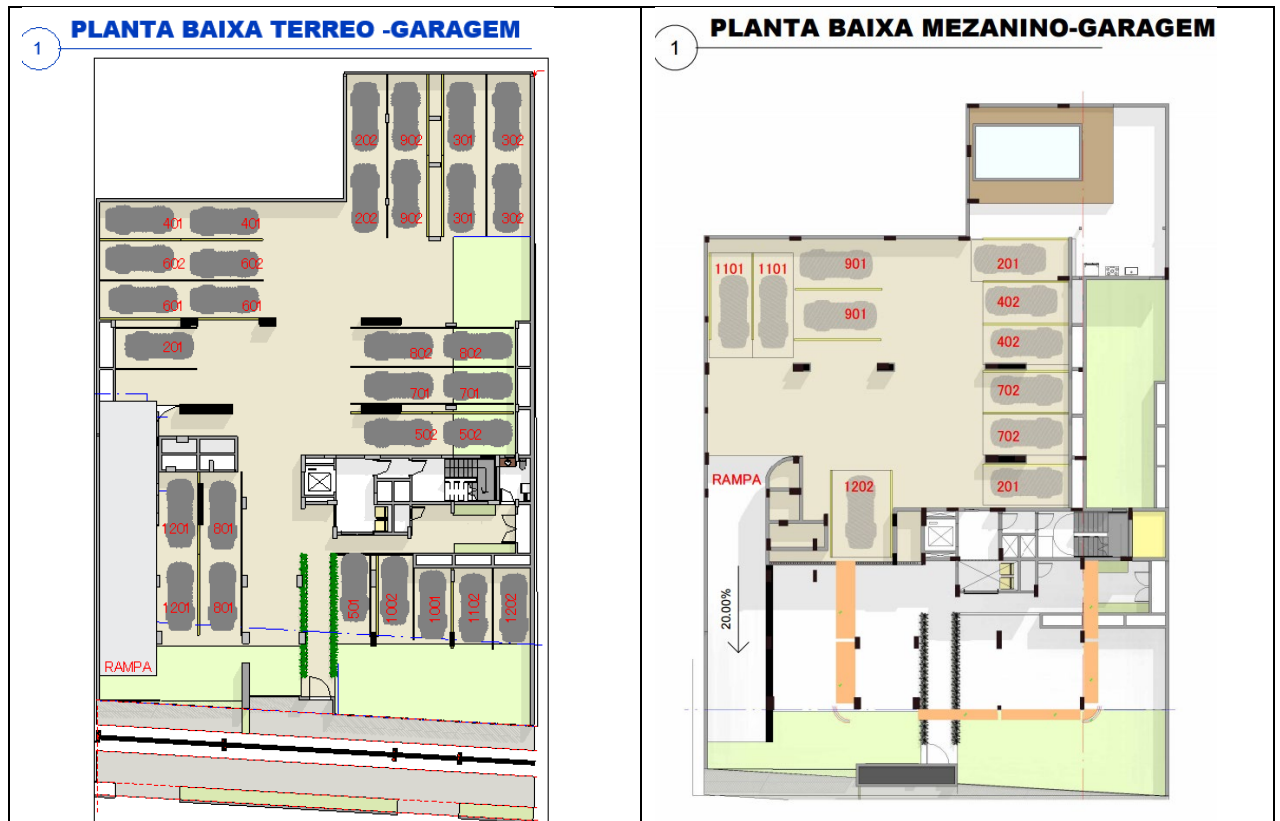 PLANTA BAIXA TERREO -GARAGEM
1
202 902 301 302
202 902 301 302
401 401
602 602
601 601
201
802 802
701 701
502 502
1201 801
1201 801
501 1002 1001 1102 1202
RAMPA
PLANTA BAIXA MEZANINO-GARAGEM
1
1101 1101 901 201
402
901
402
702
702
RAMPA 1202 201
20.00%